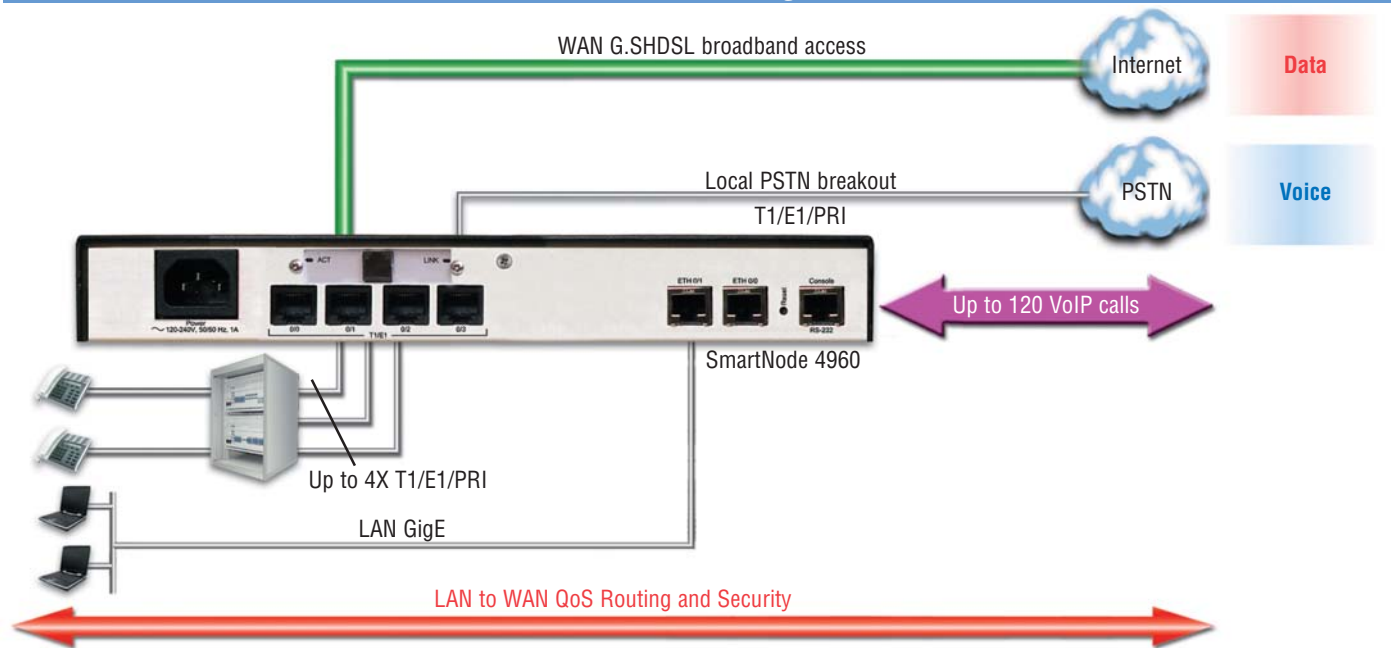 WAN G.SHDSL broadband access
Internet
Data
Local PSTN breakout
T1/E1/PRI
PSTN
Voice
ACT
LINK
ETH 0/1
ETH 0/0
Reset
Console
Power
120-240V, 50/60 Hz, 1A
0/0
0/1
0/2
0/3
T1/E1
RS-232
Up to 120 VoIP calls
SmartNode 4960
Up to 4X T1/E1/PRI
LAN GigE
LAN to WAN QoS Routing and Security